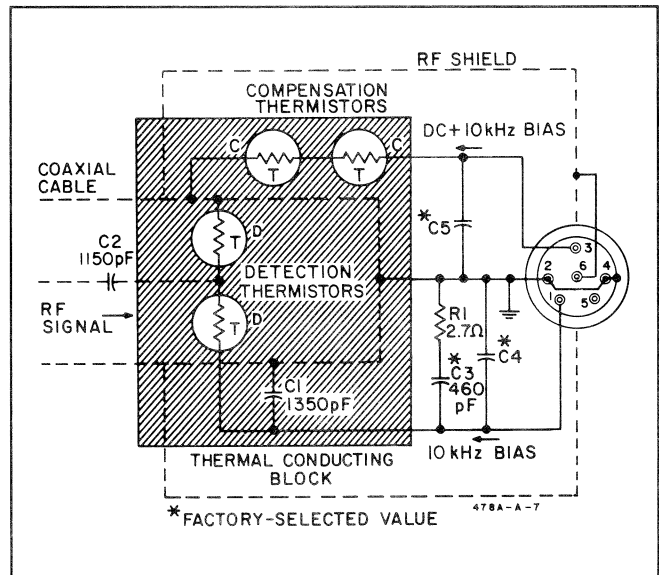 RF SHIELD
COMPENSATION
THERMISTORS
C
C
T
T
DC+10kHz BIAS
COAXIAL
CABLE
*C5
3
T
D
C2
1150pF
DETECTION
THERMISTORS
2
6
4
1
5
RF
SIGNAL
T
D
R1
2.7Ω
*C3
460
pF
*C4
C1
1350pF
10 kHz BIAS
THERMAL CONDUCTING
BLOCK
*FACTORY-SELECTED VALUE
478A-A-7